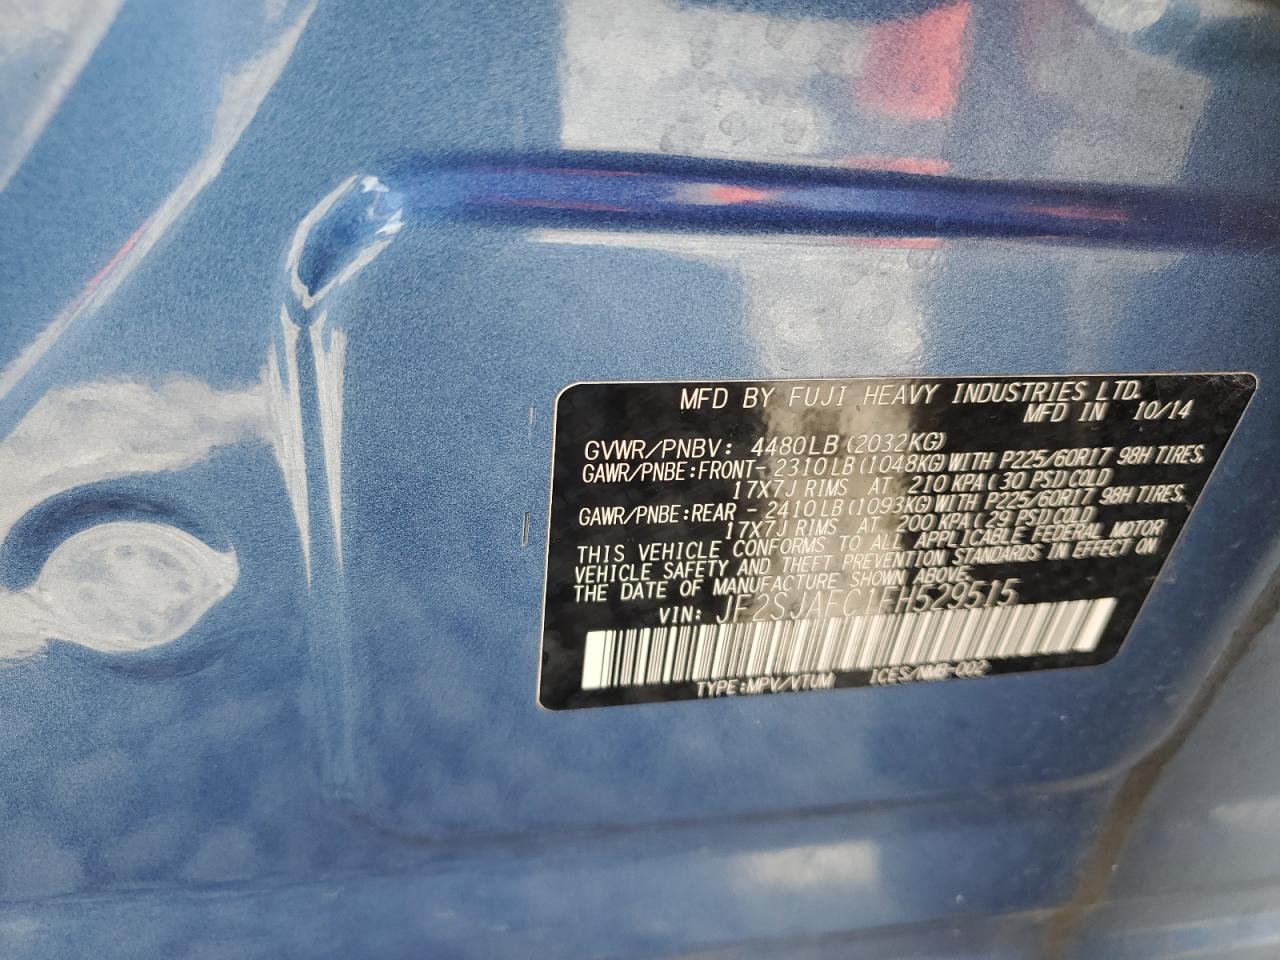 MFD BY FUJI HEAVY INDUSTRIES LTD.
MFD IN 10/14
GVWR/PNBV: 4480LB(2032KG)
GAWR/PNBE:FRONT- 2310LB(1048KG)WITH P225/60R17 98H TIRES,
17X7J RIMS AT 210 KPA(30 PSI)COLD
GAWR/PNBE:REAR - 2410LB(1093KG)WITH P225/60R17 98H TIRES,
17X7J RIMS AT 200 KPA(29 PSI)COLD
THIS VEHICLE CONFORMS TO ALL APPLICABLE FEDERAL MOTOR
VEHICLE SAFETY AND THEFT PREVENTION STANDARDS IN EFFECT ON
THE DATE OF MANUFACTURE SHOWN ABOVE.
VIN: JF2SJAFC1FH529515
TYPE:MPV/VTUM ICES/NMB-002